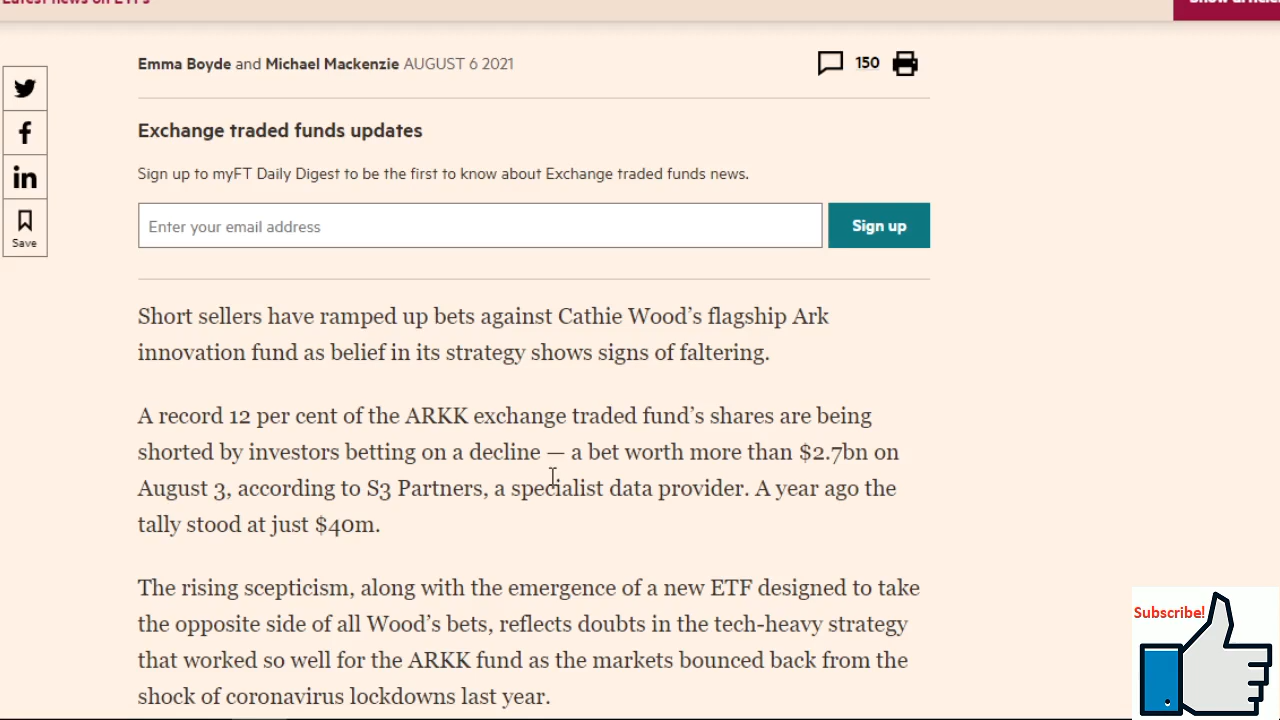 Latest news on ETFs
Emma Boyde and Michael Mackenzie AUGUST 6 2021
150
Exchange traded funds updates
Sign up to myFT Daily Digest to be the first to know about Exchange traded funds news.
Enter your email address
Sign up
Save
Short sellers have ramped up bets against Cathie Wood’s flagship Ark
innovation fund as belief in its strategy shows signs of faltering.
A record 12 per cent of the ARKK exchange traded fund’s shares are being
shorted by investors betting on a decline — a bet worth more than $2.7bn on
August 3, according to S3 Partners, a specialist data provider. A year ago the
tally stood at just $40m.
The rising scepticism, along with the emergence of a new ETF designed to take
the opposite side of all Wood’s bets, reflects doubts in the tech-heavy strategy
that worked so well for the ARKK fund as the markets bounced back from the
shock of coronavirus lockdowns last year.
Subscribe!